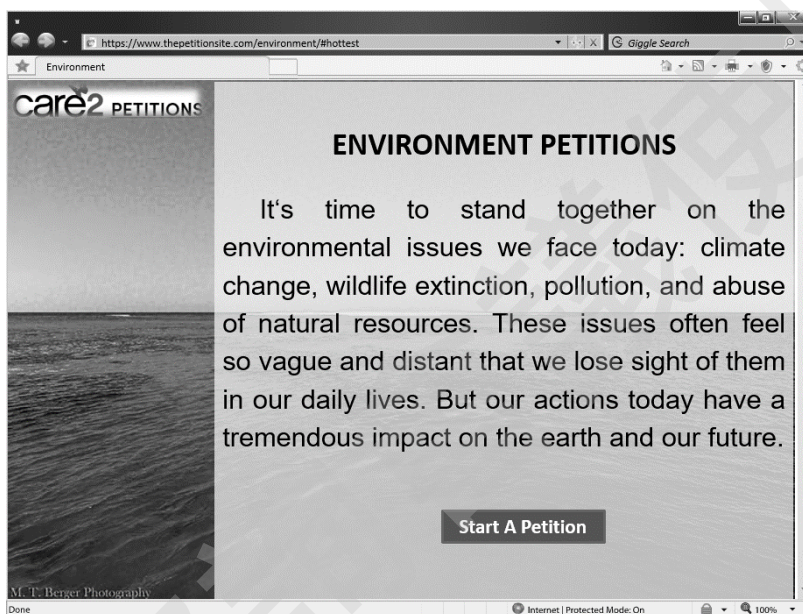 https://www.thepetitionsite.com/environment/#hottest
Giggle Search
Environment
care2 PETITIONS
ENVIRONMENT PETITIONS
It's time to stand together on the
environmental issues we face today: climate
change, wildlife extinction, pollution, and abuse
of natural resources. These issues often feel
so vague and distant that we lose sight of them
in our daily lives. But our actions today have a
tremendous impact on the earth and our future.
Start A Petition
M. T. Berger Photography
Done
Internet | Protected Mode: On
100%